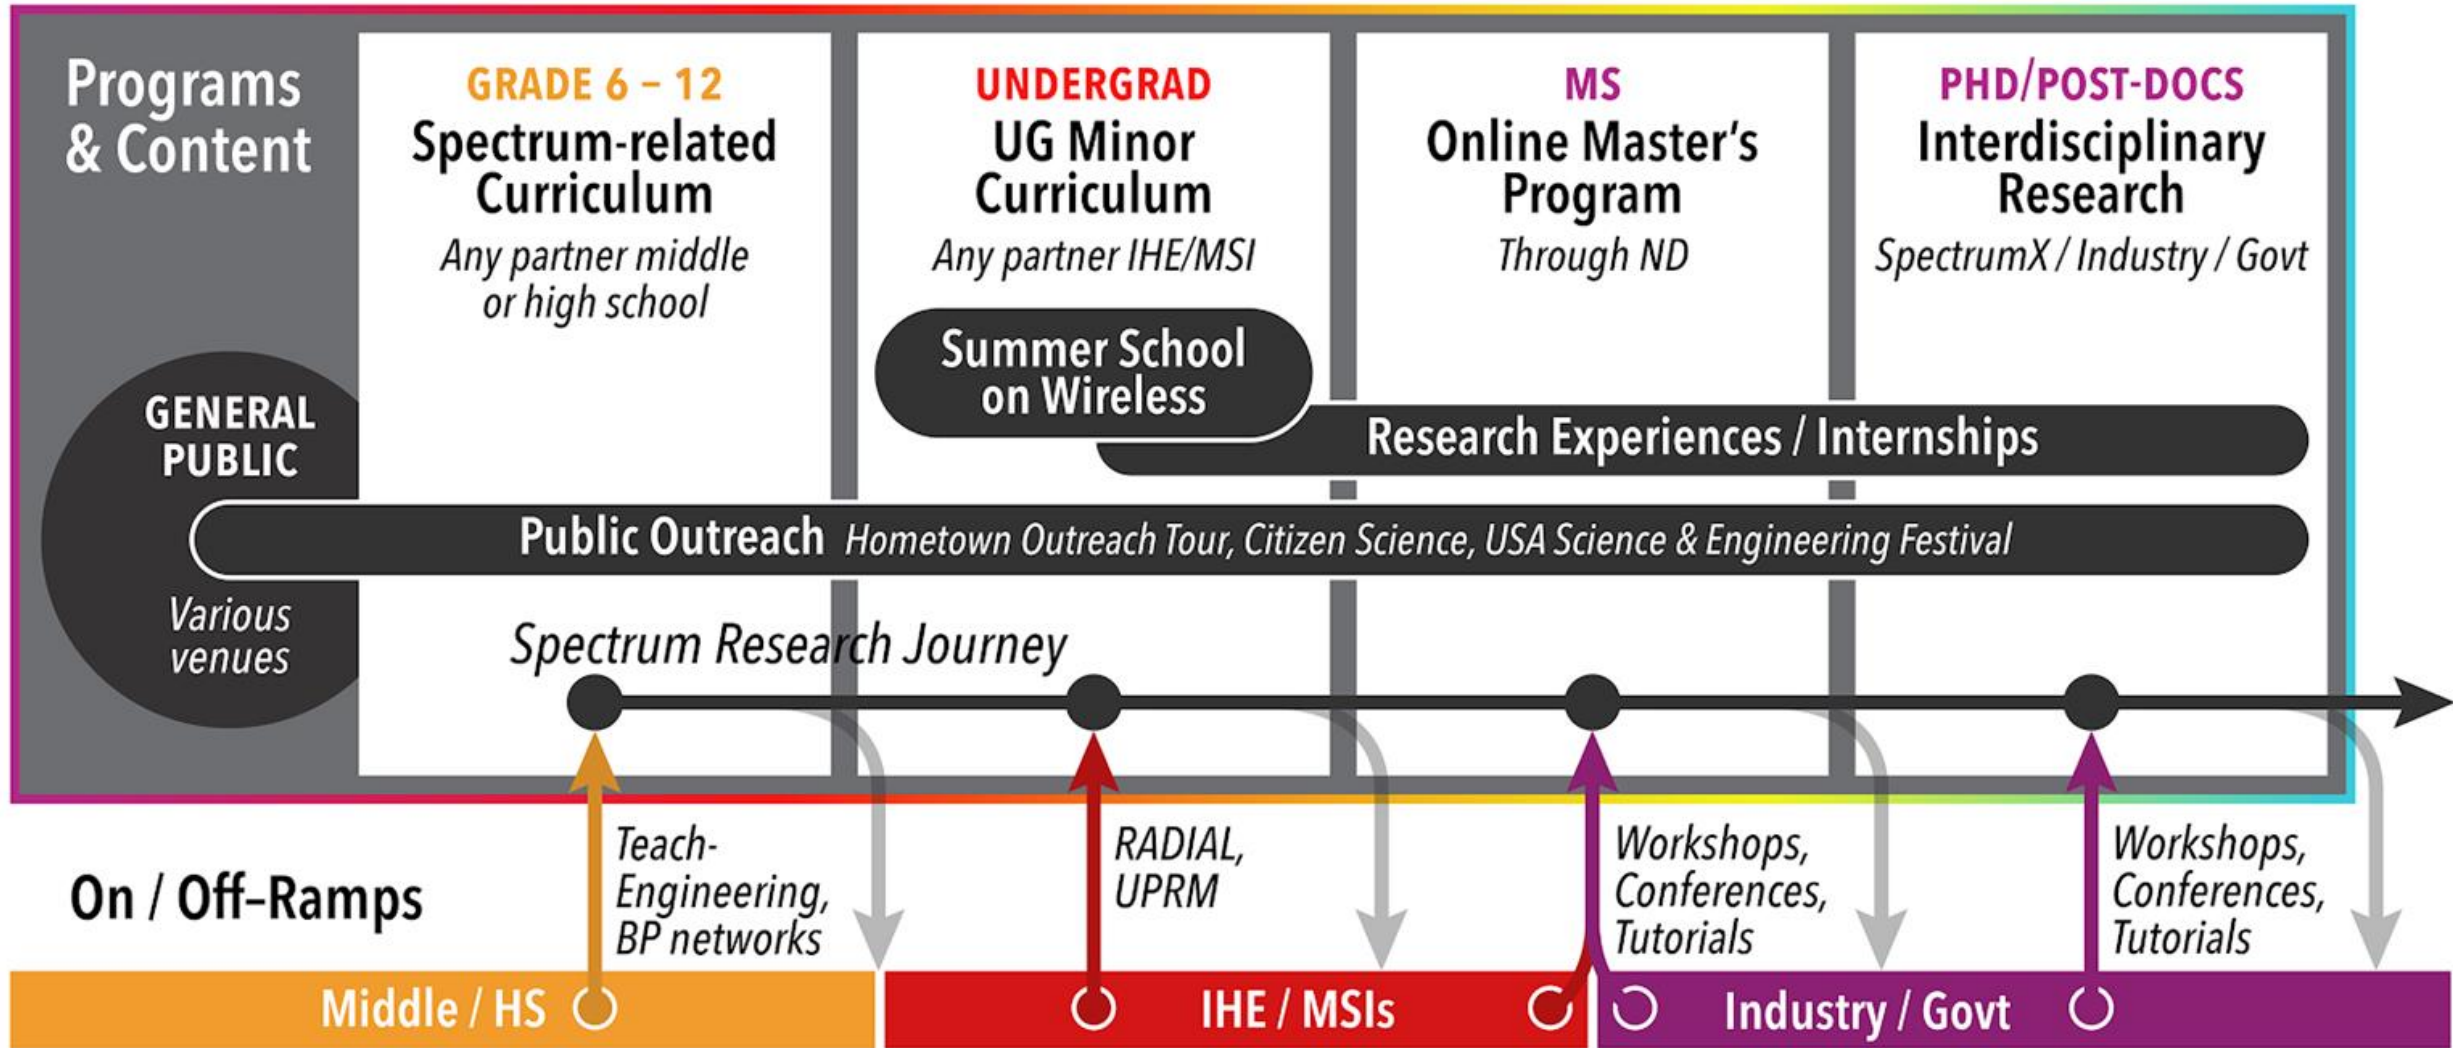 Programs
& Content
GRADE 6 – 12
Spectrum-related
Curriculum
Any partner middle
or high school
UNDERGRAD
UG Minor
Curriculum
Any partner IHE/MSI
MS
Online Master's
Program
Through ND
PHD/POST-DOCS
Interdisciplinary
Research
SpectrumX / Industry / Govt
Summer School
on Wireless
Research Experiences / Internships
GENERAL
PUBLIC
Public Outreach Hometown Outreach Tour, Citizen Science, USA Science & Engineering Festival
Various
venues
Spectrum Research Journey
On / Off–Ramps
Teach-
Engineering,
BP networks
RADIAL,
UPRM
Workshops,
Conferences,
Tutorials
Workshops,
Conferences,
Tutorials
Middle / HS
IHE / MSIs
Industry / Govt